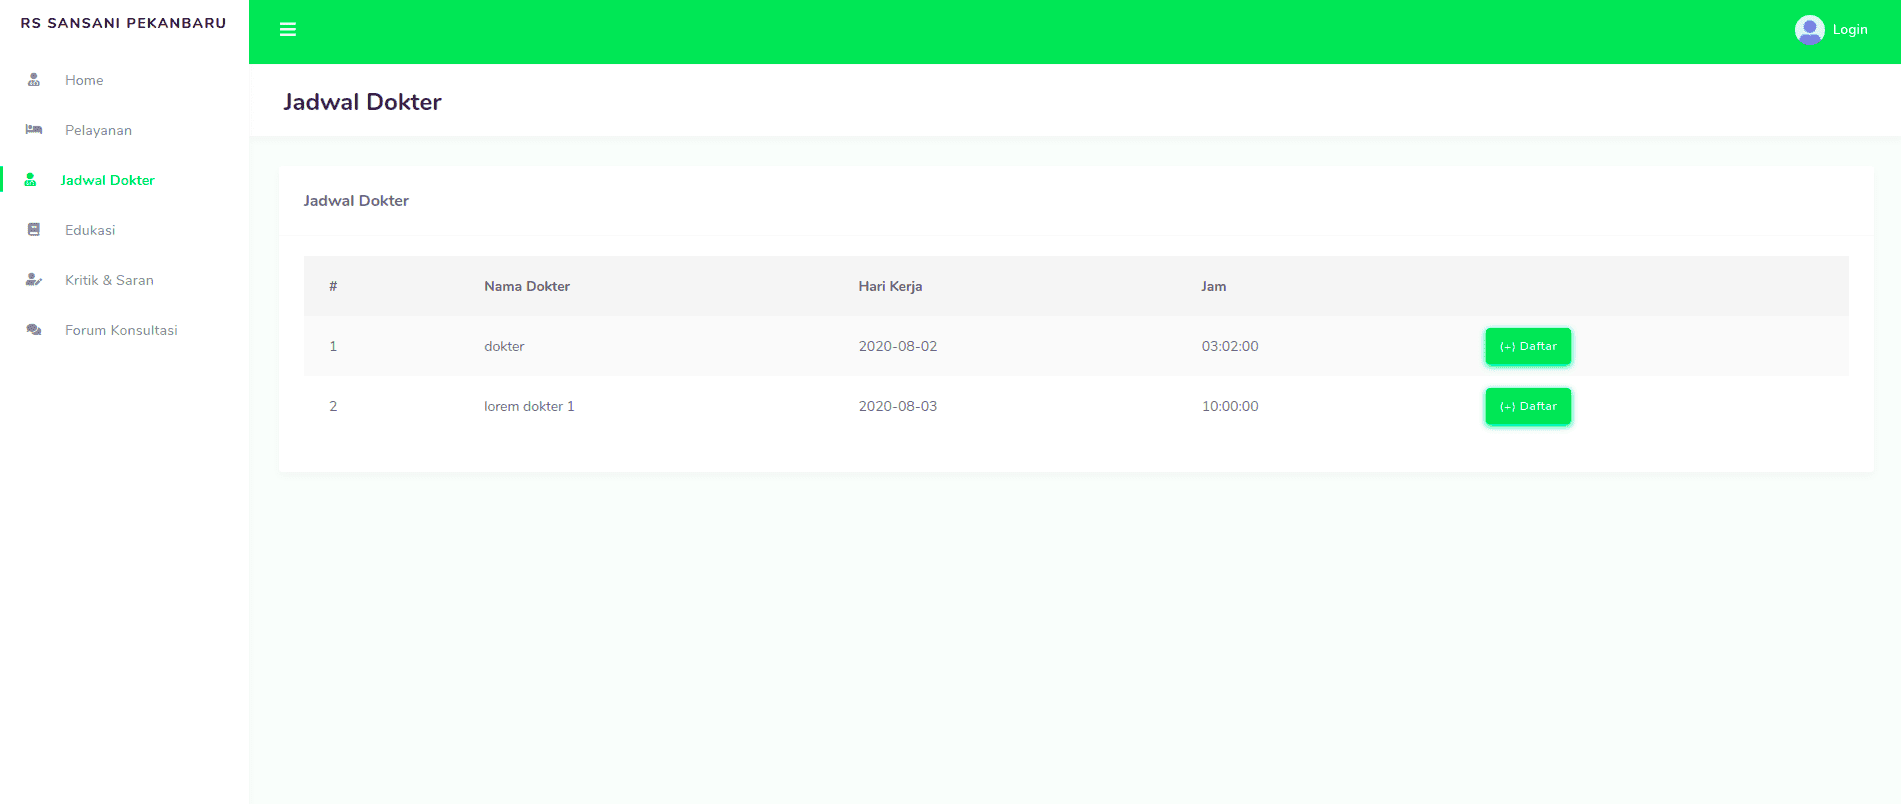 RS SANSANI PEKANBARU
Login
Home
Pelayanan
Jadwal Dokter
Edukasi
Kritik & Saran
Forum Konsultasi
Jadwal Dokter
Jadwal Dokter
# Nama Dokter Hari Kerja Jam
1 dokter 2020-08-02 03:02:00 (+) Daftar
2 lorem dokter 1 2020-08-03 10:00:00 (+) Daftar